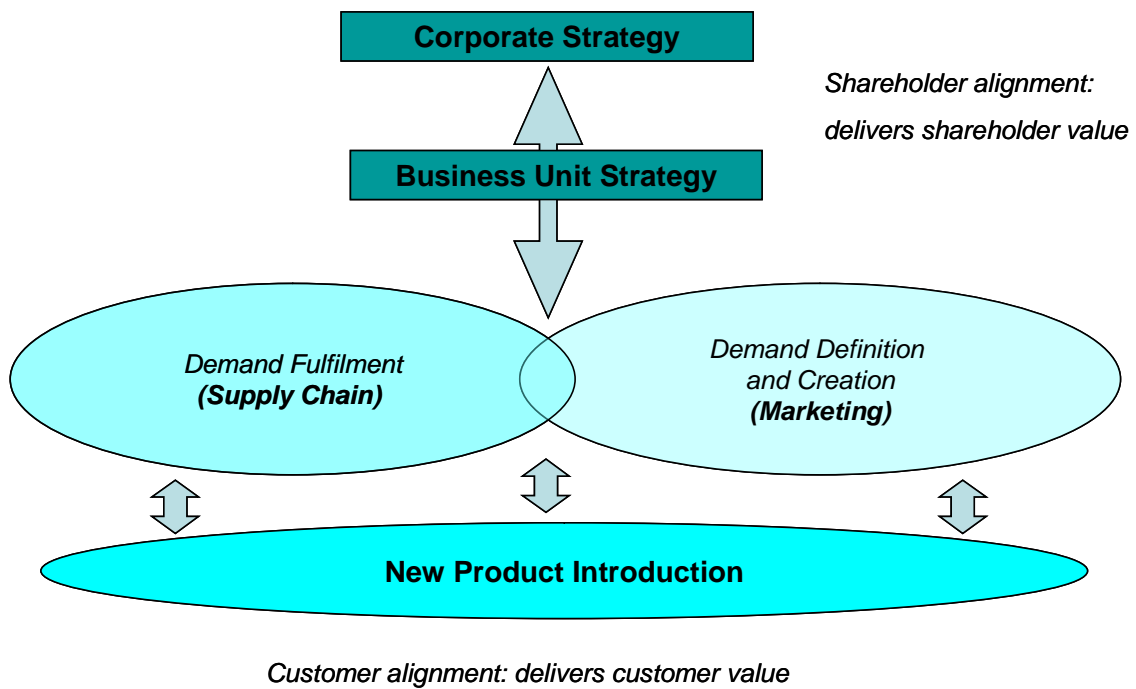 Corporate Strategy
Shareholder alignment:
delivers shareholder value
Business Unit Strategy
Demand Fulfilment
(Supply Chain)
Demand Definition
and Creation
(Marketing)
New Product Introduction
Customer alignment: delivers customer value